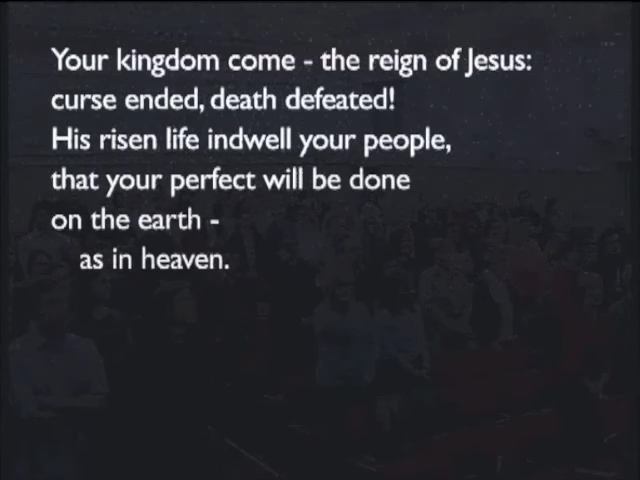 Your kingdom come - the reign of Jesus:
curse ended, death defeated!
His risen life indwell your people,
that your perfect will be done
on the earth -
as in heaven.